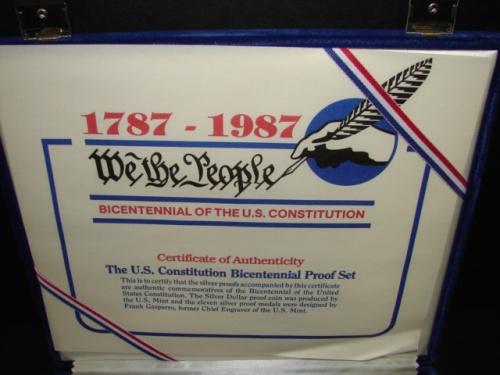 1787 - 1987
We the People
BICENTENNIAL OF THE U.S. CONSTITUTION
Certificate of Authenticity
The U.S. Constitution Bicentennial Proof Set
This is to certify that the silver proofs accompanied by this certificate
are authentic commemoratives of the Bicentennial of the United
States Constitution. The Silver Dollar proof coin was produced by
the U.S. Mint and the eleven silver proof medals were designed by
Frank Gasparro, former Chief Engraver of the U.S. Mint.